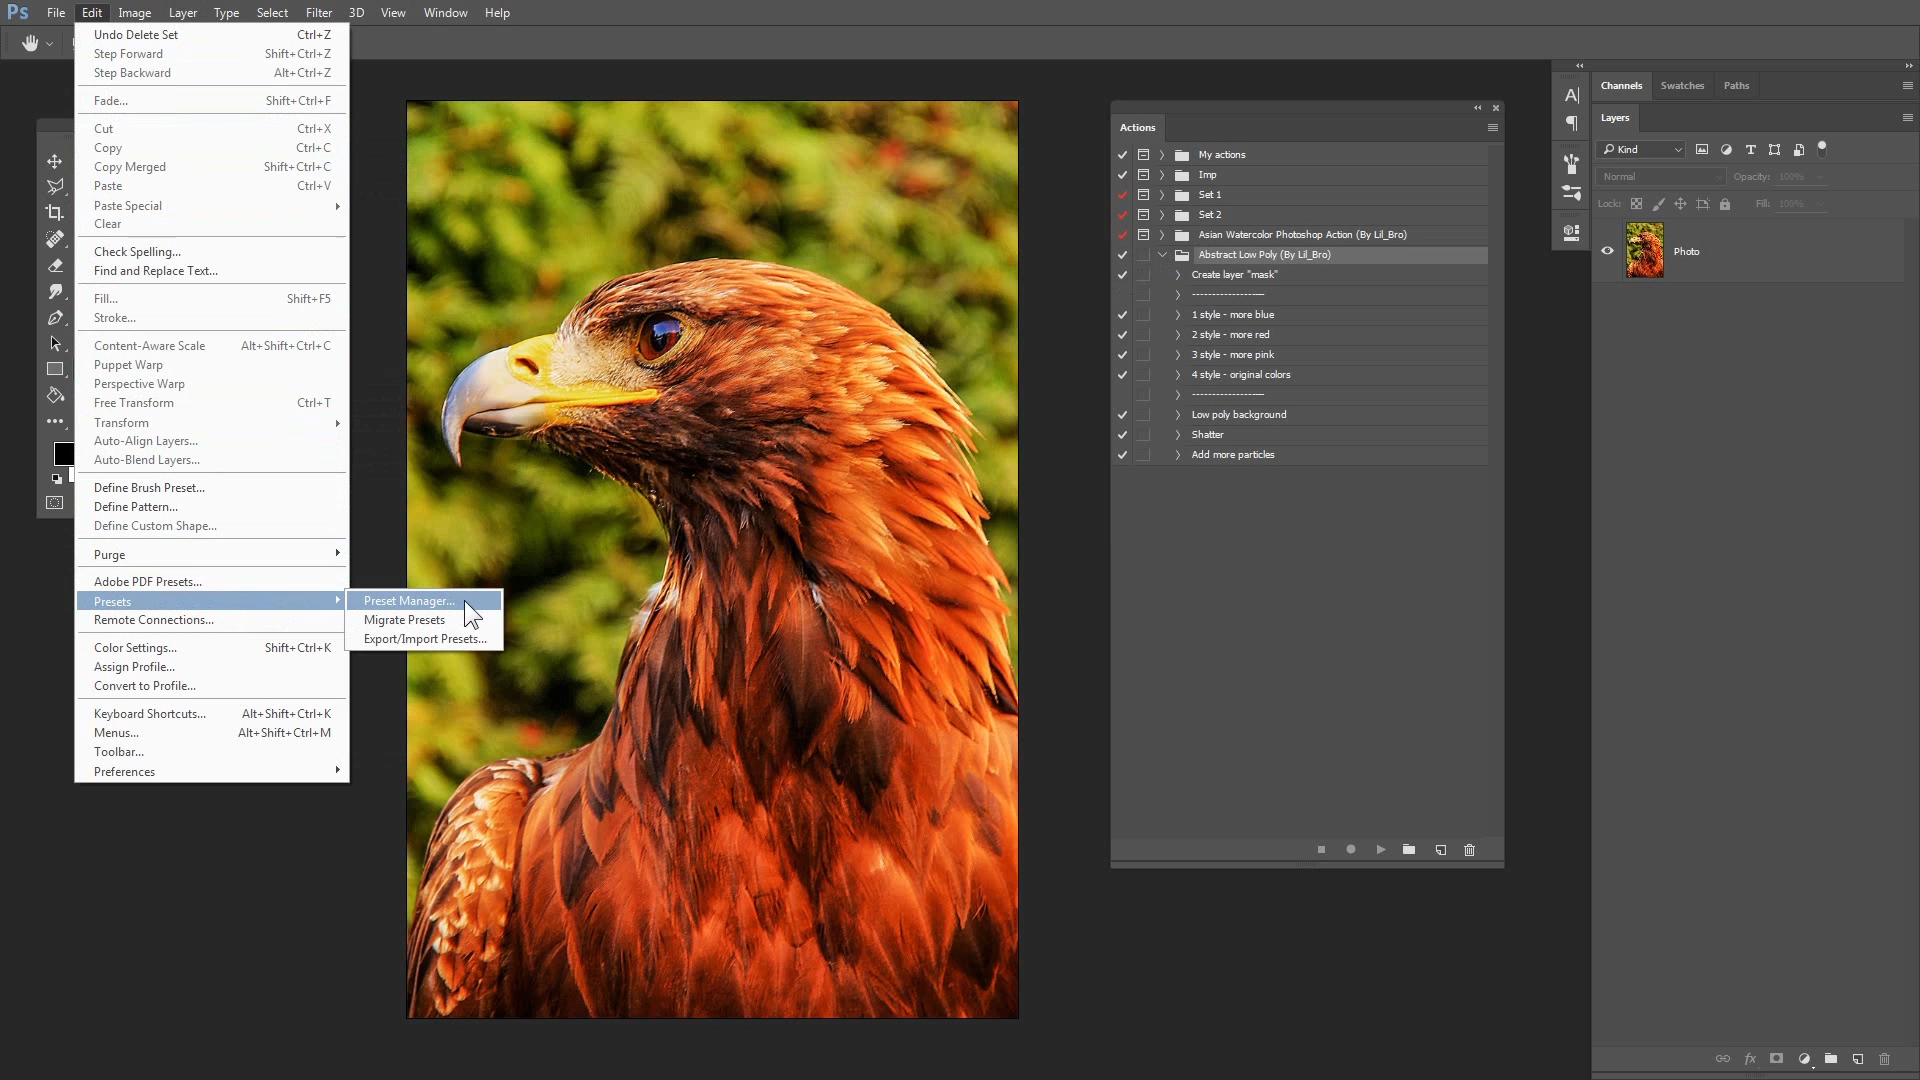 Ps File Edit Image Layer Type Select Filter 3D View Window Help
Undo Delete Set Ctrl+Z
Step Forward Shift+Ctrl+Z
Step Backward Alt+Ctrl+Z
Fade... Shift+Ctrl+F
Cut Ctrl+X
Copy Ctrl+C
Copy Merged Shift+Ctrl+C
Paste Ctrl+V
Paste Special
Clear
Check Spelling...
Find and Replace Text...
Fill... Shift+F5
Stroke...
Content-Aware Scale Alt+Shift+Ctrl+C
Puppet Warp
Perspective Warp
Free Transform Ctrl+T
Transform
Auto-Align Layers...
Auto-Blend Layers...
Define Brush Preset...
Define Pattern...
Define Custom Shape...
Purge
Adobe PDF Presets...
Presets
Remote Connections...
Color Settings... Shift+Ctrl+K
Assign Profile...
Convert to Profile...
Keyboard Shortcuts... Alt+Shift+Ctrl+K
Menus... Alt+Shift+Ctrl+M
Toolbar...
Preferences
Preset Manager...
Migrate Presets
Export/Import Presets...
Actions
My actions
Imp
Set 1
Set 2
Asian Watercolor Photoshop Action (By Lil_Bro)
Abstract Low Poly (By Lil_Bro)
Create layer "mask"
-------------------
1 style - more blue
2 style - more red
3 style - more pink
4 style - original colors
-------------------
Low poly background
Shatter
Add more particles
Channels Swatches Paths
Layers
Kind
Normal Opacity: 100%
Lock: Fill: 100%
Photo
fx